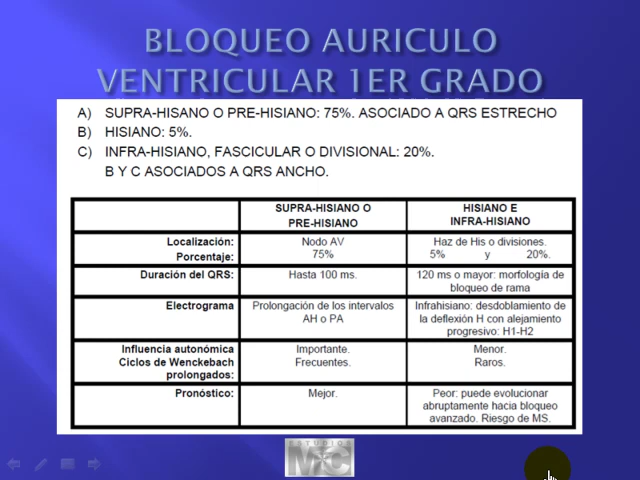 BLOQUEO AURICULO
VENTRICULAR 1ER GRADO
A) SUPRA-HISANO O PRE-HISIANO: 75%. ASOCIADO A QRS ESTRECHO
B) HISIANO: 5%.
C) INFRA-HISIANO, FASCICULAR O DIVISIONAL: 20%.
B Y C ASOCIADOS A QRS ANCHO.
SUPRA-HISIANO O
PRE-HISIANO
HISIANO E
INFRA-HISIANO
Localización:
Porcentaje:
Nodo AV
75%
Haz de His o divisiones.
5% y 20%.
Duración del QRS:
Hasta 100 ms.
120 ms o mayor: morfología de
bloqueo de rama
Electrograma
Prolongación de los intervalos
AH o PA
Infrahisiano: desdoblamiento de
la deflexión H con alejamiento
progresivo: H1-H2
Influencia autonómica
Ciclos de Wenckebach
prolongados:
Importante.
Frecuentes.
Menor.
Raros.
Pronóstico:
Mejor.
Peor: puede evolucionar
abruptamente hacia bloqueo
avanzado. Riesgo de MS.
ESTUDIOS
MC